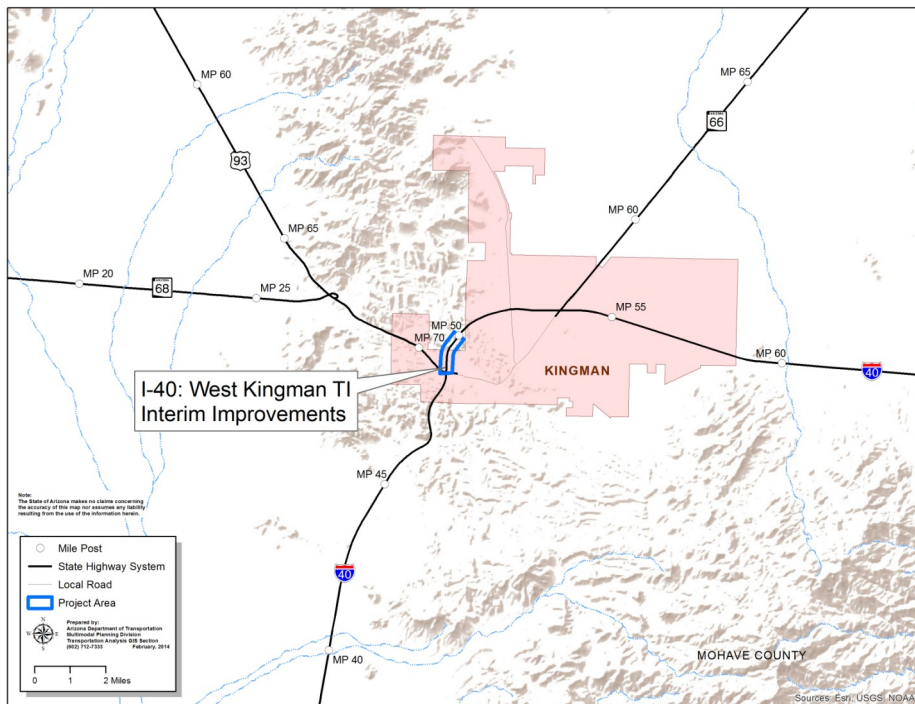 MP 60
MP 65
ARIZONA
66
93
MP 60
MP 65
MP 20
ARIZONA
68
MP 25
MP 50
MP 55
MP 70
MP 60
KINGMAN
40
I-40: West Kingman TI
Interim Improvements
MP 45
Note:
The State of Arizona makes no claims concerning
the accuracy of this map nor assumes any liability
resulting from the use of the information herein.
40
Mile Post
State Highway System
Local Road
Project Area
N
W
E
S
Prepared by:
Arizona Department of Transportation
Multimodal Planning Division
Transportation Analysis GIS Section
(602) 712-7333 February, 2014
0 1 2 Miles
MP 40
MOHAVE COUNTY
Sources: Esri, USGS, NOAA